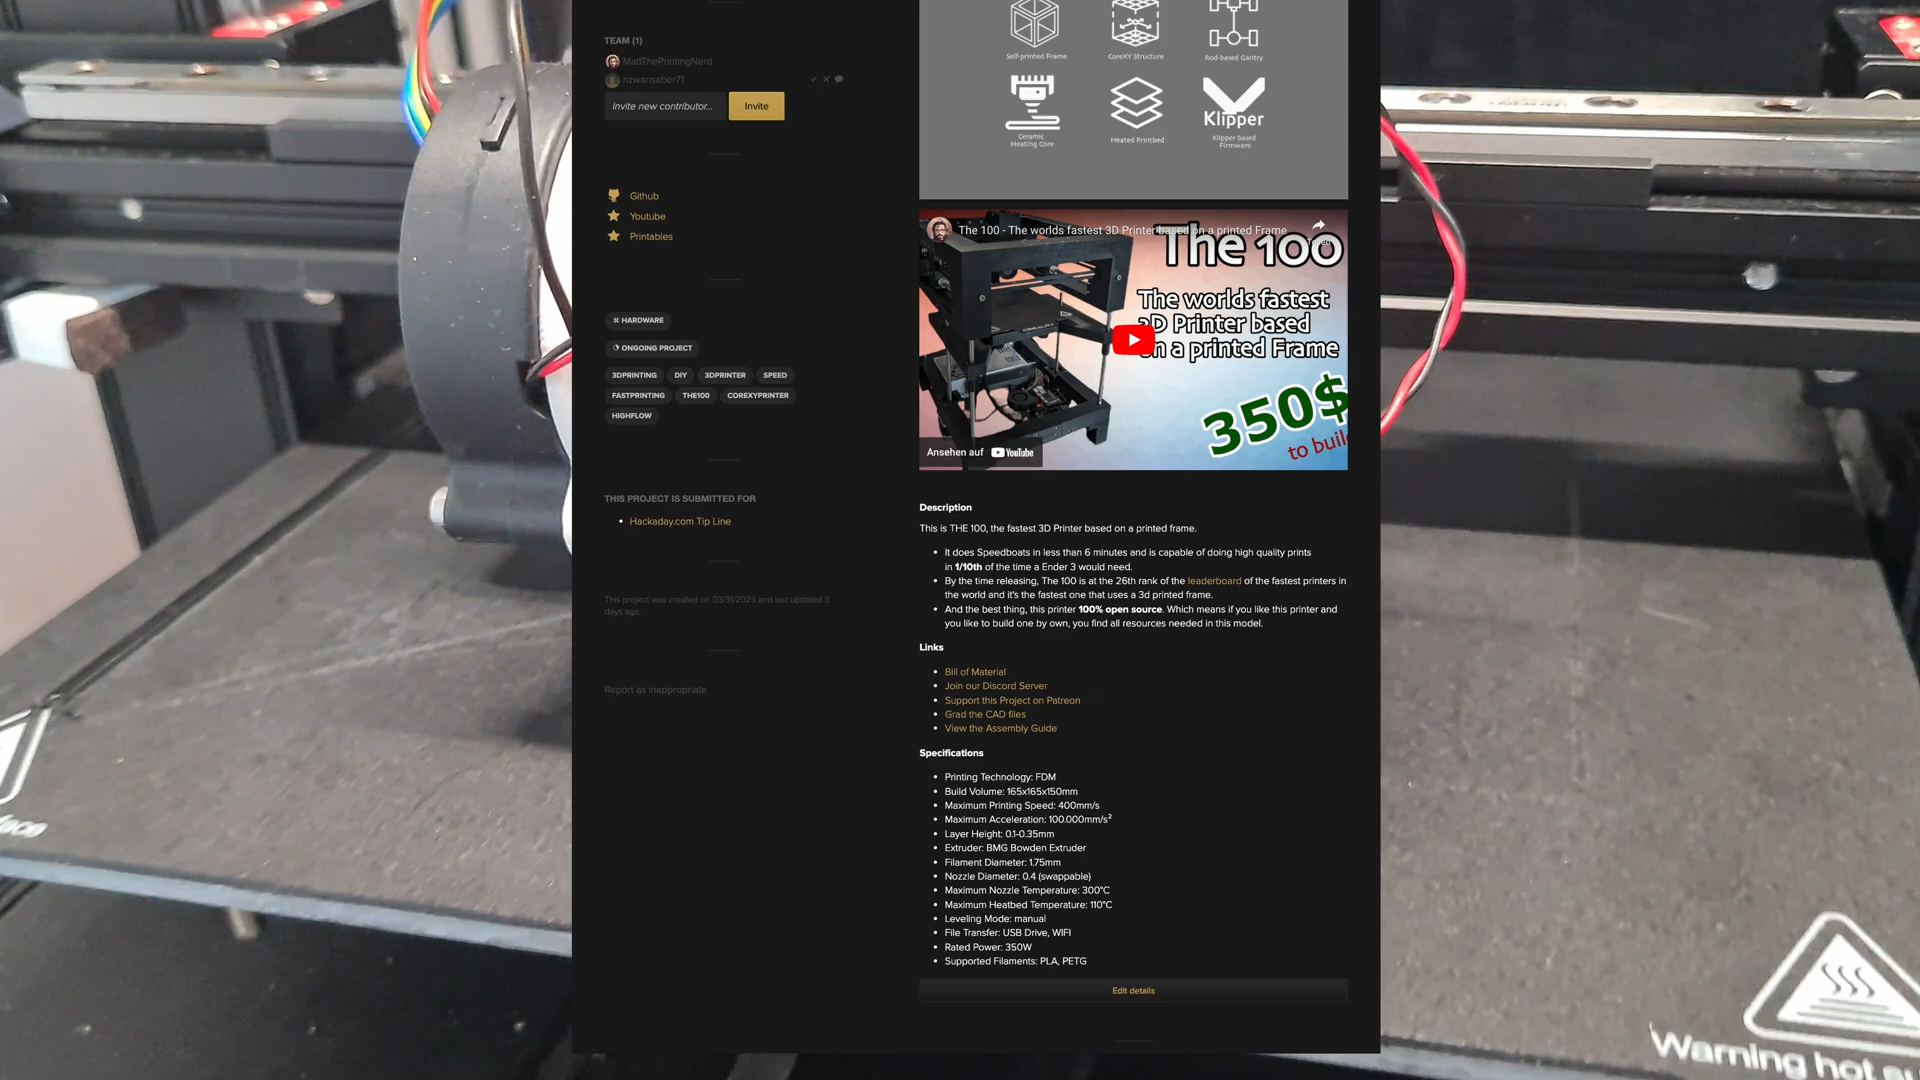 TEAM (1)
MattThePrintingNerd
rizwansaber71
Invite new contributor...
Invite
Github
Youtube
Printables
HARDWARE
ONGOING PROJECT
3DPRINTING DIY 3DPRINTER SPEED
FASTPRINTING THE100 COREXYPRINTER
HIGHFLOW
THIS PROJECT IS SUBMITTED FOR
Hackaday.com Tip Line
This project was created on 03/31/2023 and last updated 3
days ago.
Report as inappropriate
Self-printed Frame
CoreXY Structure
Rod-based Gantry
Ceramic
Heating Core
Heated Printbed
Klipper
Klipper based
Firmware
The 100 - The worlds fastest 3D Printer based on a printed Frame
The 100
The worlds fastest
3D Printer based
on a printed Frame
350$
to build
Ansehen auf YouTube
Description
This is THE 100, the fastest 3D Printer based on a printed frame.
It does Speedboats in less than 6 minutes and is capable of doing high quality prints
in 1/10th of the time a Ender 3 would need.
By the time releasing, The 100 is at the 26th rank of the leaderboard of the fastest printers in
the world and it's the fastest one that uses a 3d printed frame.
And the best thing, this printer 100% open source. Which means if you like this printer and
you like to build one by own, you find all resources needed in this model.
Links
Bill of Material
Join our Discord Server
Support this Project on Patreon
Grad the CAD files
View the Assembly Guide
Specifications
Printing Technology: FDM
Build Volume: 165x165x150mm
Maximum Printing Speed: 400mm/s
Maximum Acceleration: 100.000mm/s²
Layer Height: 0.1-0.35mm
Extruder: BMG Bowden Extruder
Filament Diameter: 1.75mm
Nozzle Diameter: 0.4 (swappable)
Maximum Nozzle Temperature: 300°C
Maximum Heatbed Temperature: 110°C
Leveling Mode: manual
File Transfer: USB Drive, WIFI
Rated Power: 350W
Supported Filaments: PLA, PETG
Edit details
Warning hot su